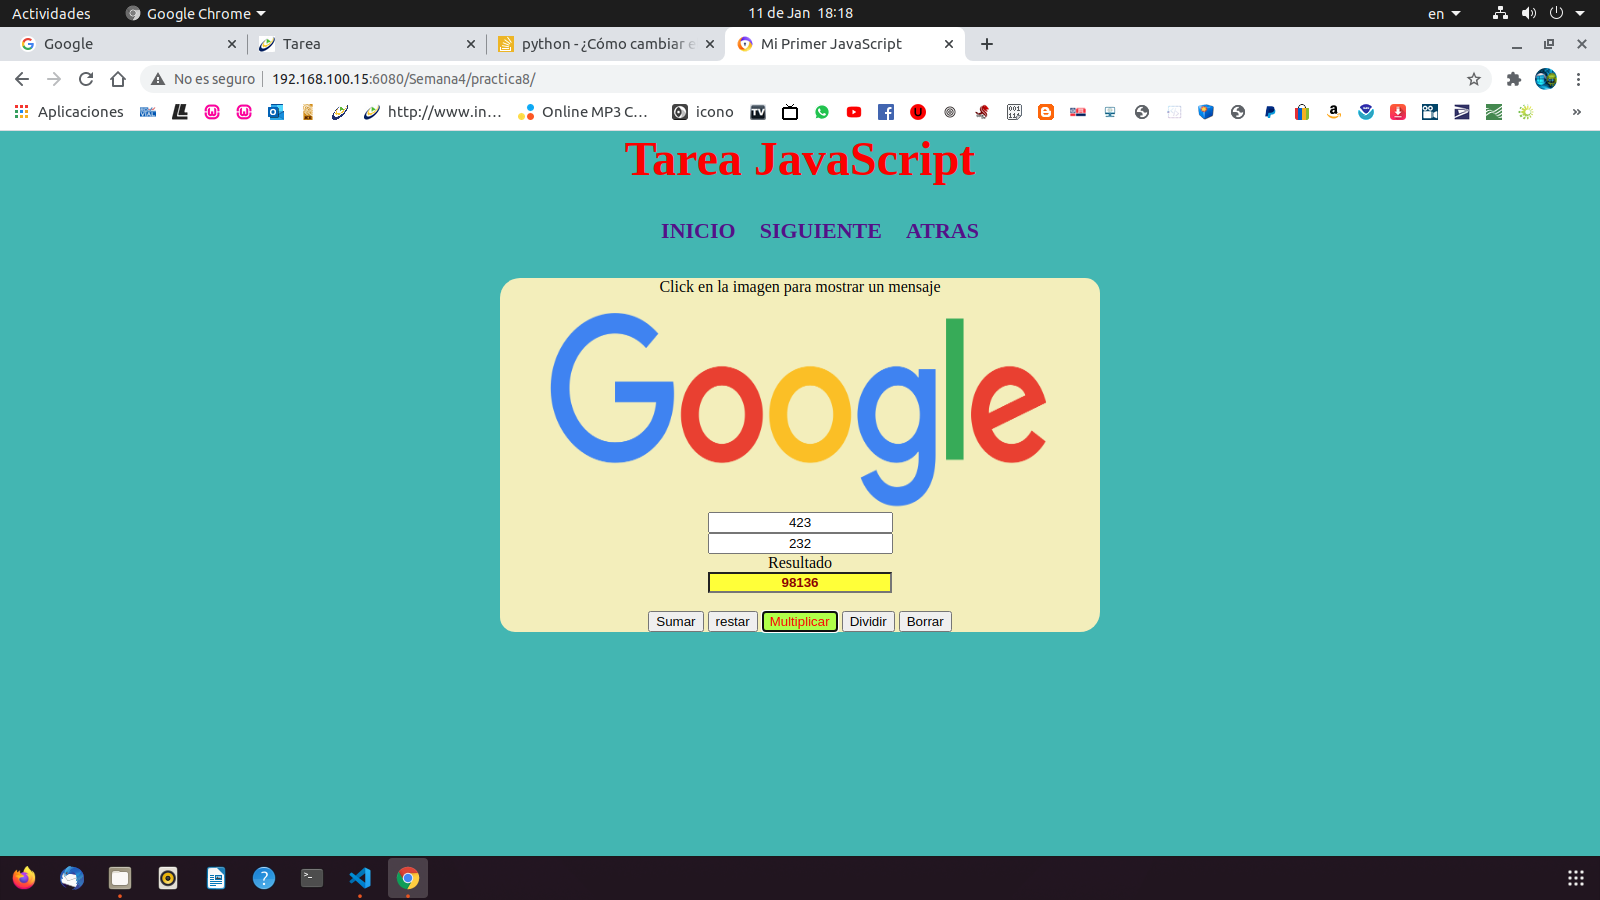 Actividades Google Chrome 11 de Jan 18:18 en
Google Tarea python - ¿Cómo cambiar e Mi Primer JavaScript
No es seguro 192.168.100.15:6080/Semana4/practica8/
Aplicaciones http://www.in... Online MP3 C... icono »
Tarea JavaScript
INICIO SIGUIENTE ATRAS
Click en la imagen para mostrar un mensaje
Google
423
232
Resultado
98136
Sumar restar Multiplicar Dividir Borrar